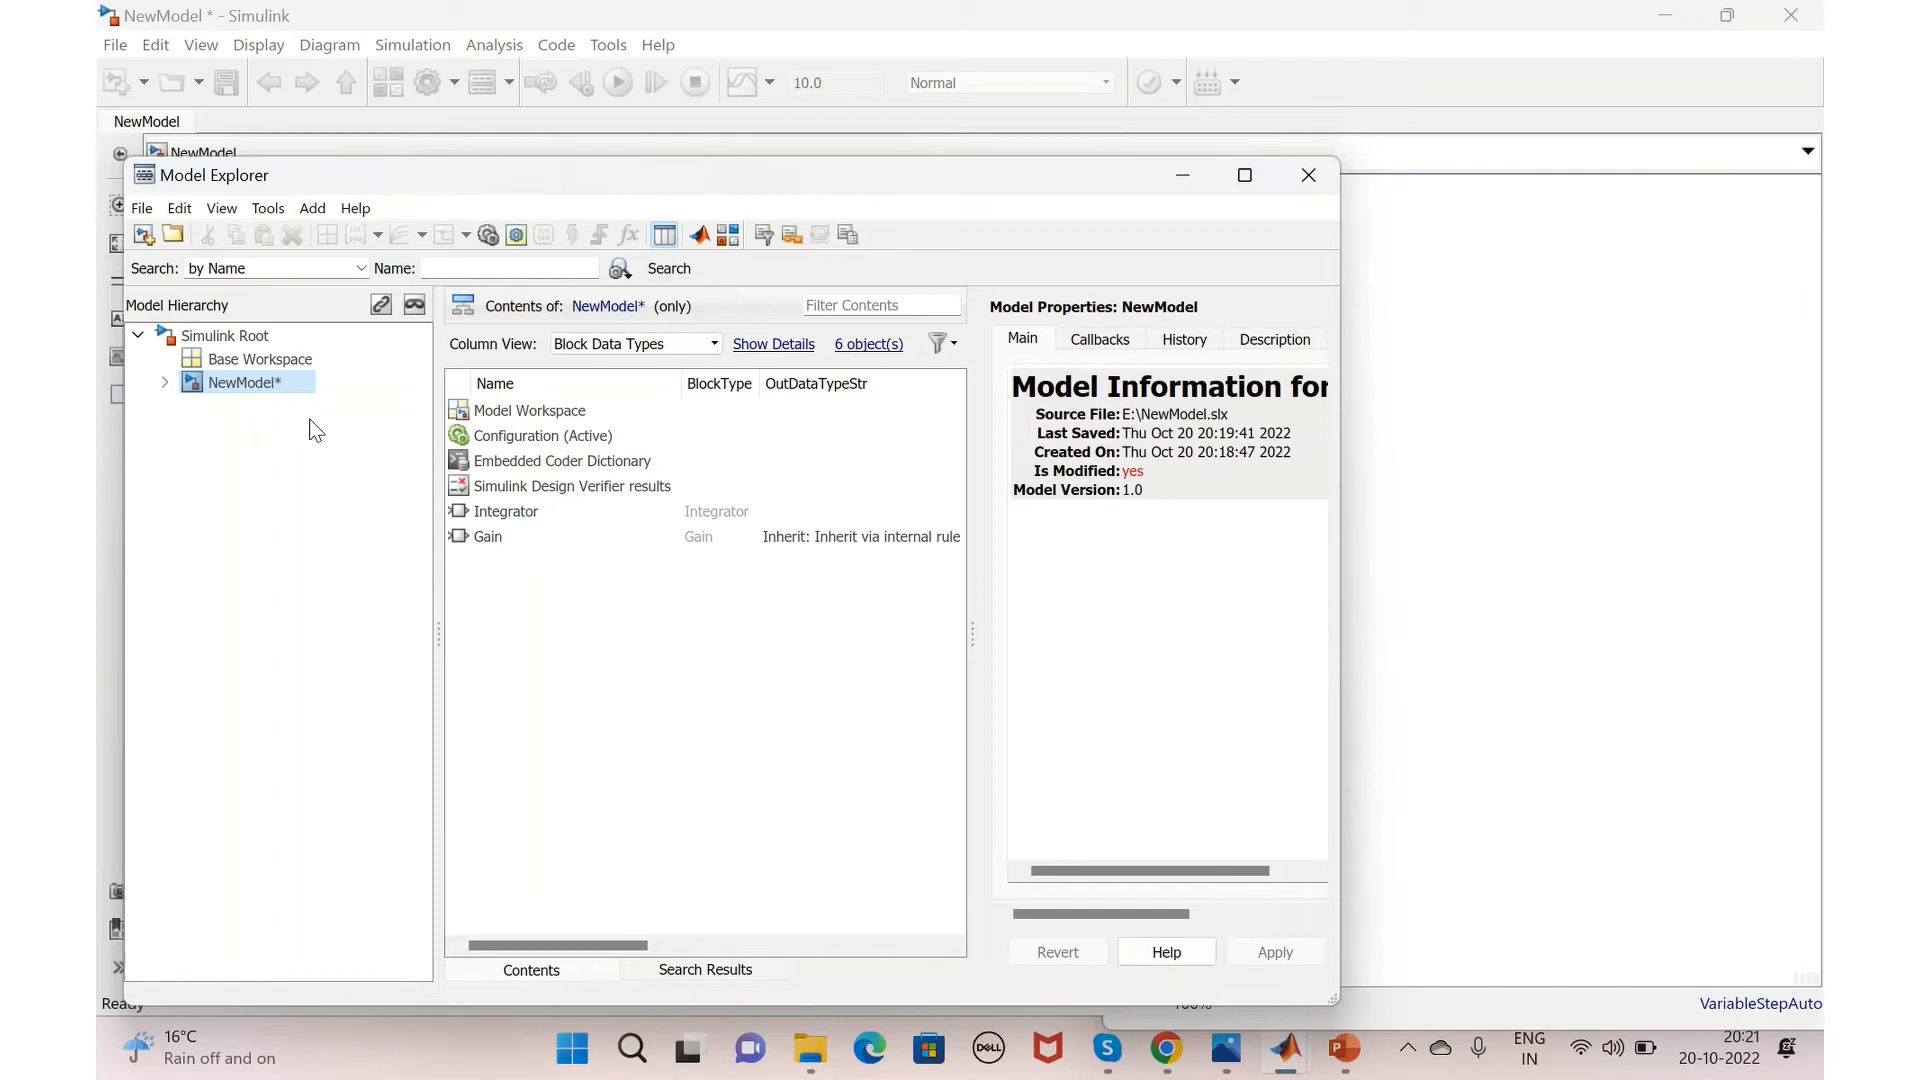 NewModel * - Simulink
File Edit View Display Diagram Simulation Analysis Code Tools Help
10.0 Normal
NewModel
NewModel
Model Explorer
File Edit View Tools Add Help
fx
Search: by Name Name: Search
Model Hierarchy
Simulink Root
Base Workspace
NewModel*
Contents of: NewModel* (only) Filter Contents
Column View: Block Data Types Show Details 6 object(s)
Name BlockType OutDataTypeStr
Model Workspace
Configuration (Active)
Embedded Coder Dictionary
Simulink Design Verifier results
Integrator Integrator
Gain Gain Inherit: Inherit via internal rule
Contents Search Results
Model Properties: NewModel
Main Callbacks History Description
Model Information for
Source File: E:\NewModel.slx
Last Saved: Thu Oct 20 20:19:41 2022
Created On: Thu Oct 20 20:18:47 2022
Is Modified: yes
Model Version: 1.0
Revert Help Apply
Ready 100% VariableStepAuto
16°C
Rain off and on
DELL
ENG
IN
20:21
20-10-2022